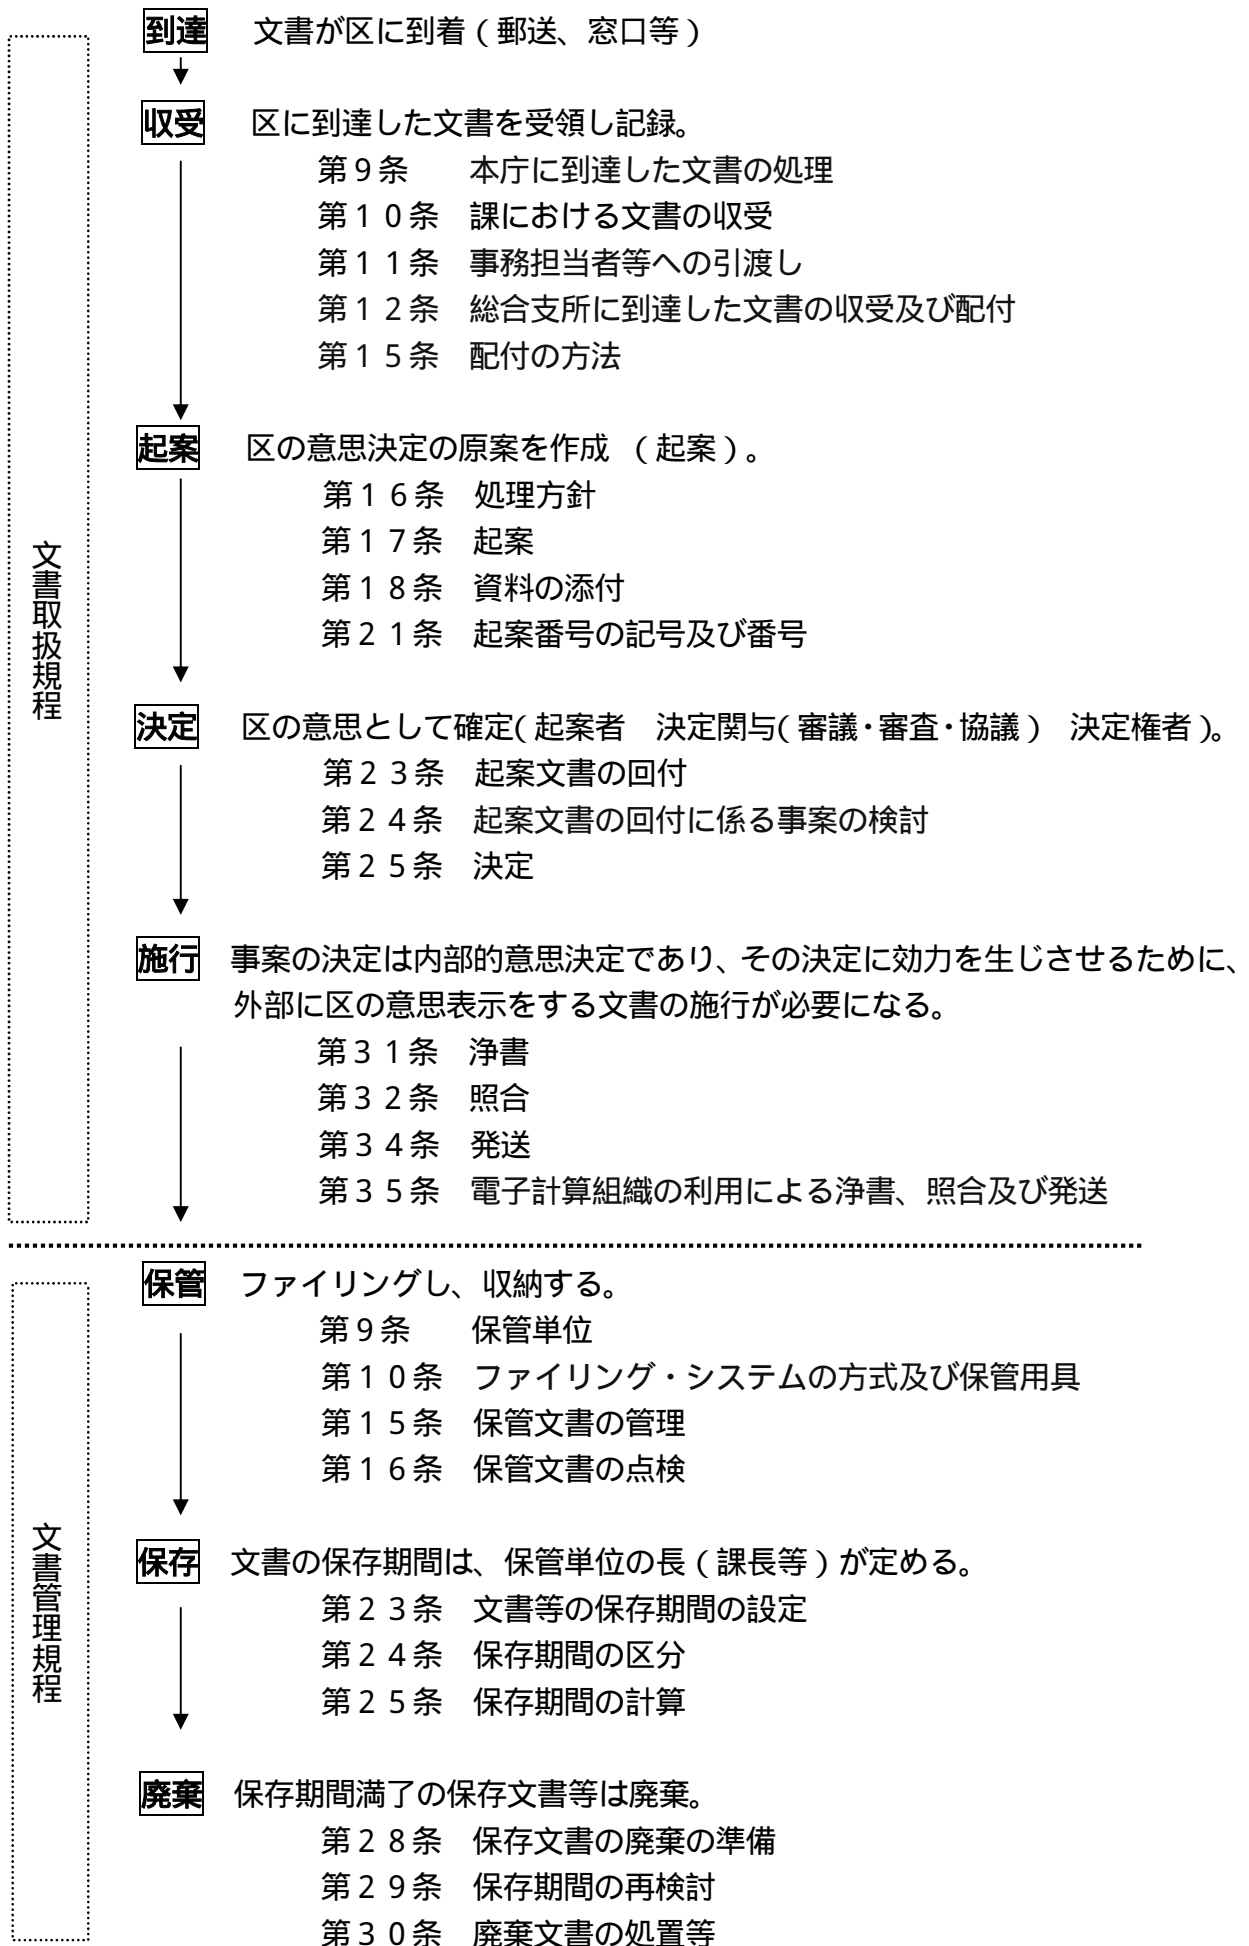 到達　文書が区に到着（郵送、窓口等）
収受　区に到達した文書を受領し記録。
第９条　　本庁に到達した文書の処理
第１０条　課における文書の収受
第１１条　事務担当者等への引渡し
第１２条　総合支所に到達した文書の収受及び配付
第１５条　配付の方法
起案　区の意思決定の原案を作成　（起案）。
第１６条　処理方針
第１７条　起案
第１８条　資料の添付
第２１条　起案番号の記号及び番号
文書取扱規程
決定　区の意思として確定（起案者　決定関与（審議・審査・協議）　決定権者）。
第２３条　起案文書の回付
第２４条　起案文書の回付に係る事案の検討
第２５条　決定
施行　事案の決定は内部的意思決定であり、その決定に効力を生じさせるために、
外部に区の意思表示をする文書の施行が必要になる。
第３１条　浄書
第３２条　照合
第３４条　発送
第３５条　電子計算組織の利用による浄書、照合及び発送
保管　ファイリングし、収納する。
第９条　　保管単位
第１０条　ファイリング・システムの方式及び保管用具
第１５条　保管文書の管理
第１６条　保管文書の点検
文書管理規程
保存　文書の保存期間は、保管単位の長（課長等）が定める。
第２３条　文書等の保存期間の設定
第２４条　保存期間の区分
第２５条　保存期間の計算
廃棄　保存期間満了の保存文書等は廃棄。
第２８条　保存文書の廃棄の準備
第２９条　保存期間の再検討
第３０条　廃棄文書の処置等